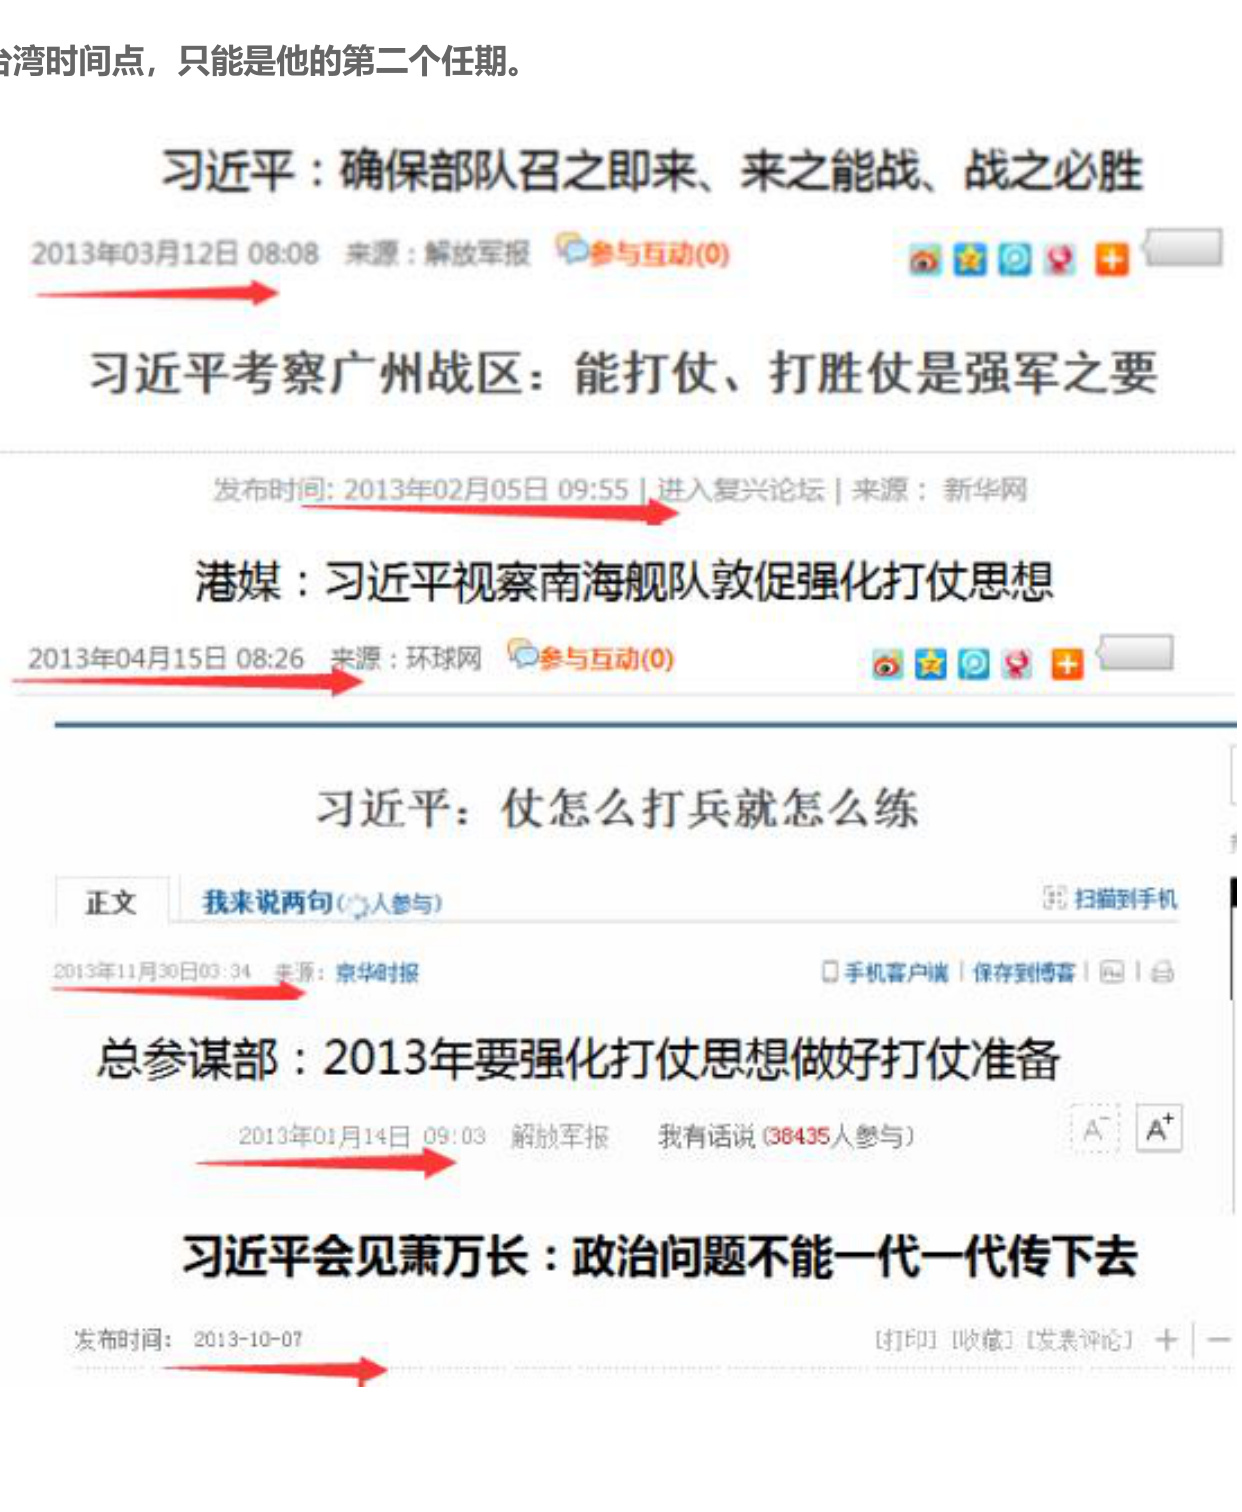 台湾时间点，只能是他的第二个任期。
习近平：确保部队召之即来、来之能战、战之必胜
2013年03月12日 08:08 来源：解放军报 参与互动(0)
习近平考察广州战区：能打仗、打胜仗是强军之要
发布时间: 2013年02月05日 09:55 | 进入复兴论坛 | 来源： 新华网
港媒：习近平视察南海舰队敦促强化打仗思想
2013年04月15日 08:26 来源：环球网 参与互动(0)
习近平：仗怎么打兵就怎么练
正文 我来说两句(人参与) 扫描到手机
2013年11月30日03:34 来源：京华时报 手机客户端 | 保存到博客
总参谋部：2013年要强化打仗思想做好打仗准备
2013年01月14日 09:03 解放军报 我有话说(38435人参与) A- A+
习近平会见萧万长：政治问题不能一代一代传下去
发布时间： 2013-10-07 [打印] [收藏] [发表评论] + | —